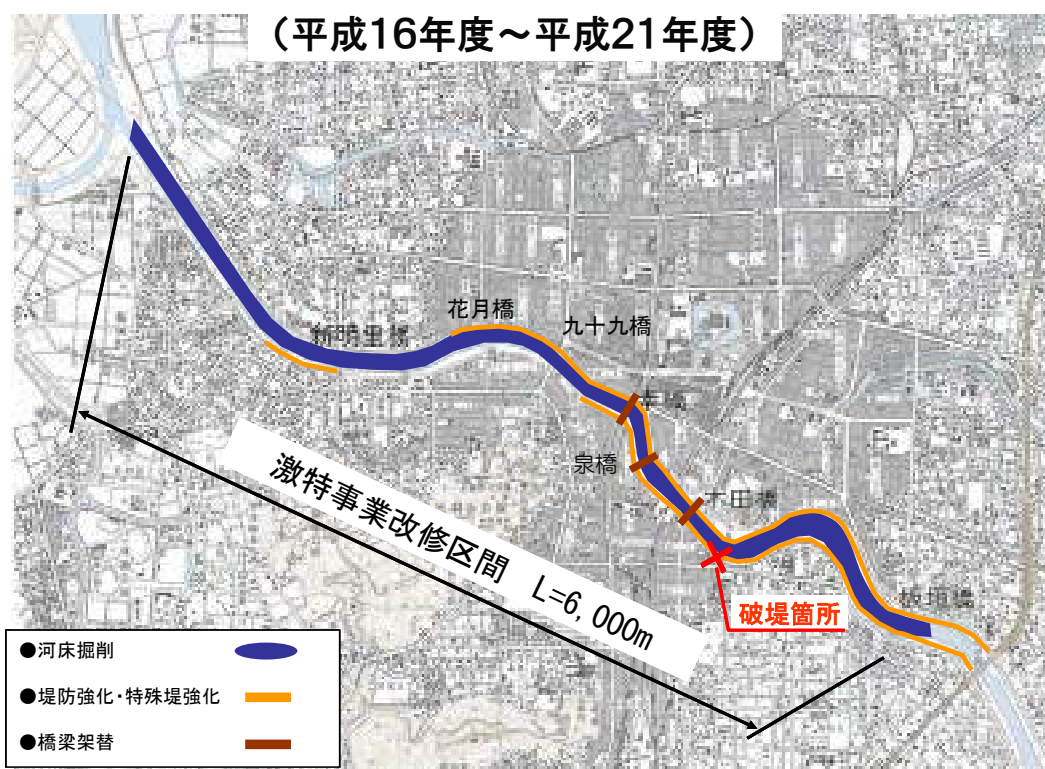 (平成16年度～平成21年度)
花月橋
九十九橋
新明里橋
幸橋
泉橋
木田橋
板垣橋
破堤箇所
激特事業改修区間 L=6,000m
●河床掘削
●堤防強化・特殊堤強化
●橋梁架替